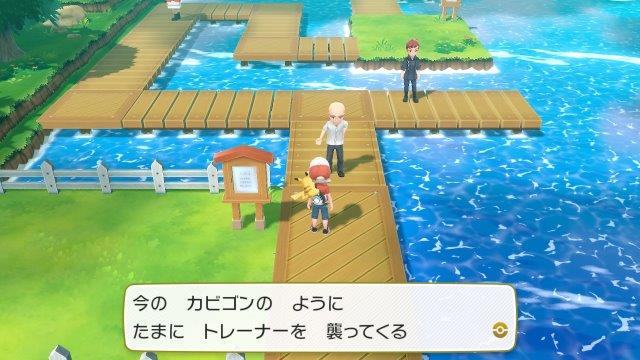 今の　カビゴンの　ように
たまに　トレーナーを　襲ってくる